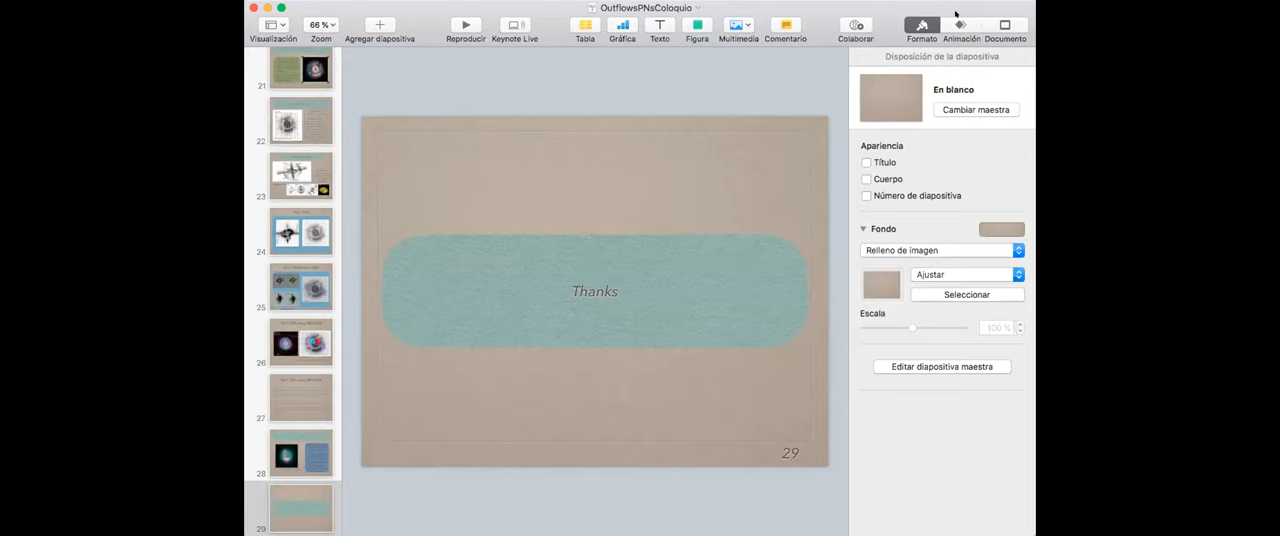 OutflowsPNsColoquio
66 %
Visualización
Zoom
Agregar diapositiva
Reproducir
Keynote Live
Tabla
Gráfica
Texto
Figura
Multimedia
Comentario
Colaborar
Formato
Animación
Documento
21
22
23
24
25
26
27
28
29
Thanks
29
Disposición de la diapositiva
En blanco
Cambiar maestra
Apariencia
Título
Cuerpo
Número de diapositiva
Fondo
Relleno de imagen
Ajustar
Seleccionar
Escala
100 %
Editar diapositiva maestra